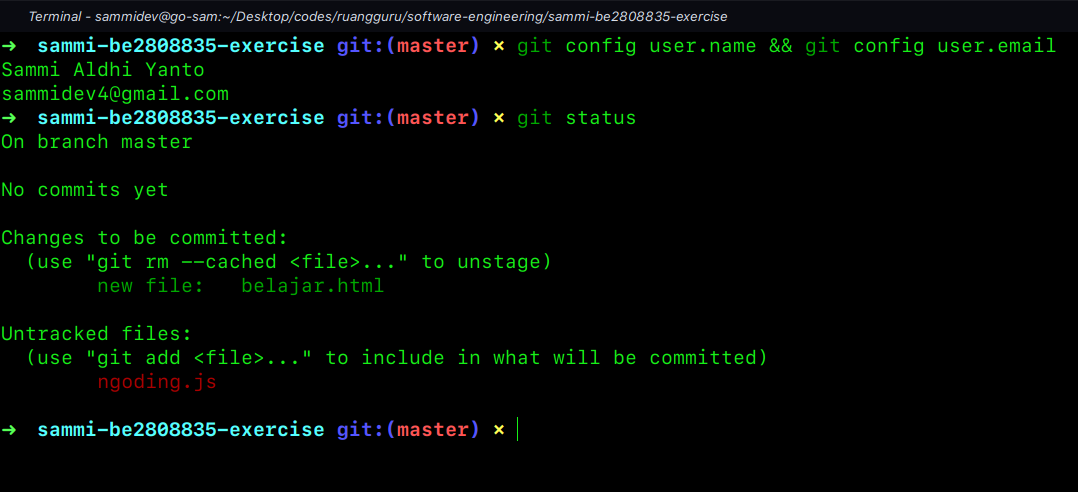 Terminal - sammidev@go-sam:~/Desktop/codes/ruangguru/software-engineering/sammi-be2808835-exercise
➜  sammi-be2808835-exercise git:(master) ✗ git config user.name && git config user.email
Sammi Aldhi Yanto
sammidev4@gmail.com
➜  sammi-be2808835-exercise git:(master) ✗ git status
On branch master
No commits yet
Changes to be committed:
  (use "git rm --cached <file>..." to unstage)
        new file:   belajar.html
Untracked files:
  (use "git add <file>..." to include in what will be committed)
        ngoding.js
➜  sammi-be2808835-exercise git:(master) ✗